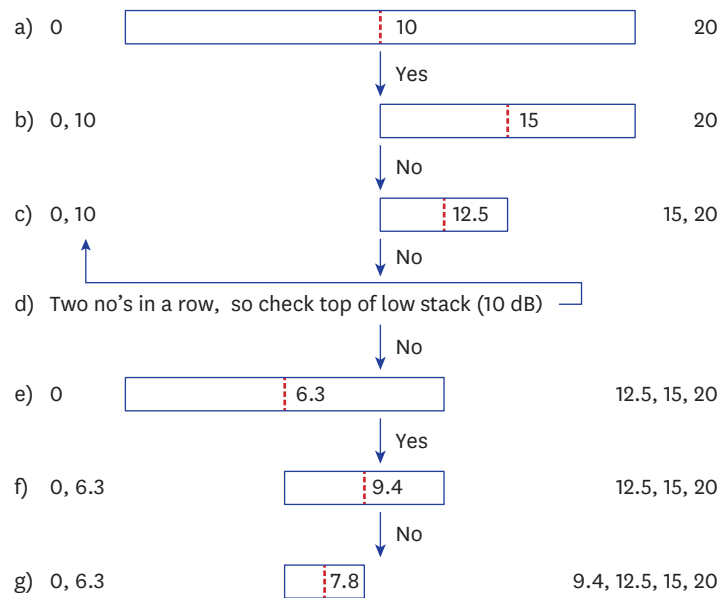 a) 0 10 20
Yes
b) 0, 10 15 20
No
c) 0, 10 12.5 15, 20
No
d) Two no's in a row, so check top of low stack (10 dB)
No
e) 0 6.3 12.5, 15, 20
Yes
f) 0, 6.3 9.4 12.5, 15, 20
No
g) 0, 6.3 7.8 9.4, 12.5, 15, 20